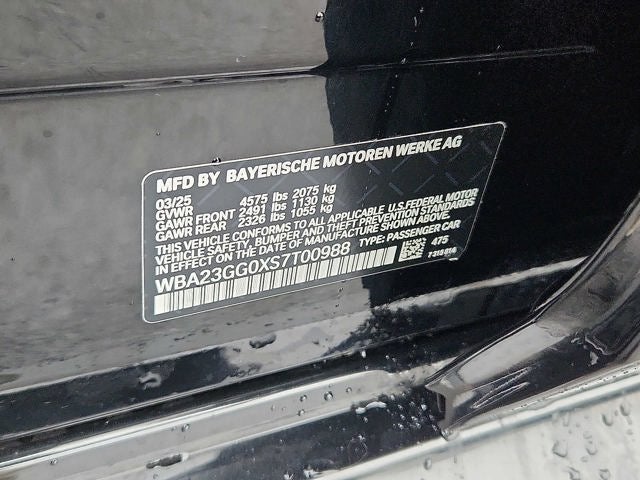 MFD BY BAYERISCHE MOTOREN WERKE AG
03/25
GVWR 4575 lbs 2075 kg
GAWR FRONT 2491 lbs 1130 kg
GAWR REAR 2326 lbs 1055 kg
THIS VEHICLE CONFORMS TO ALL APPLICABLE U.S.FEDERAL MOTOR
VEHICLE SAFETY, BUMPER, AND THEFT PREVENTION STANDARDS
IN EFFECT ON THE DATE OF MANUFACTURE SHOWN ABOVE.
WBA23GG0XS7T00988 TYPE: PASSENGER CAR
475